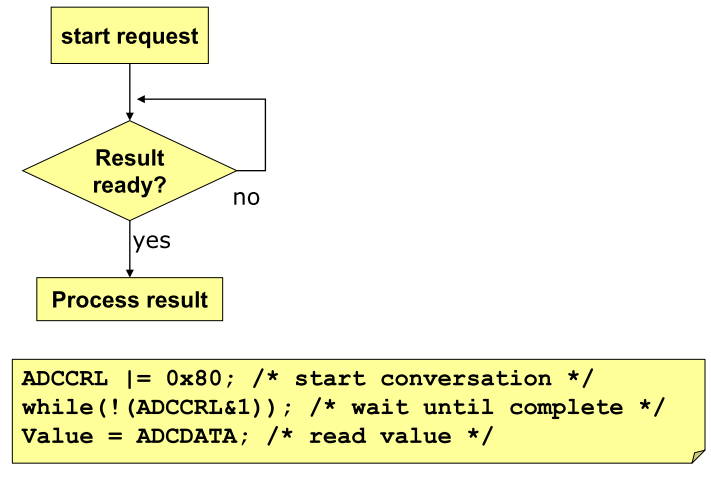 start request
Result
ready?
no
yes
Process result
ADCCRL |= 0x80; /* start conversation */
while(!(ADCCRL&1)); /* wait until complete */
Value = ADCDATA; /* read value */